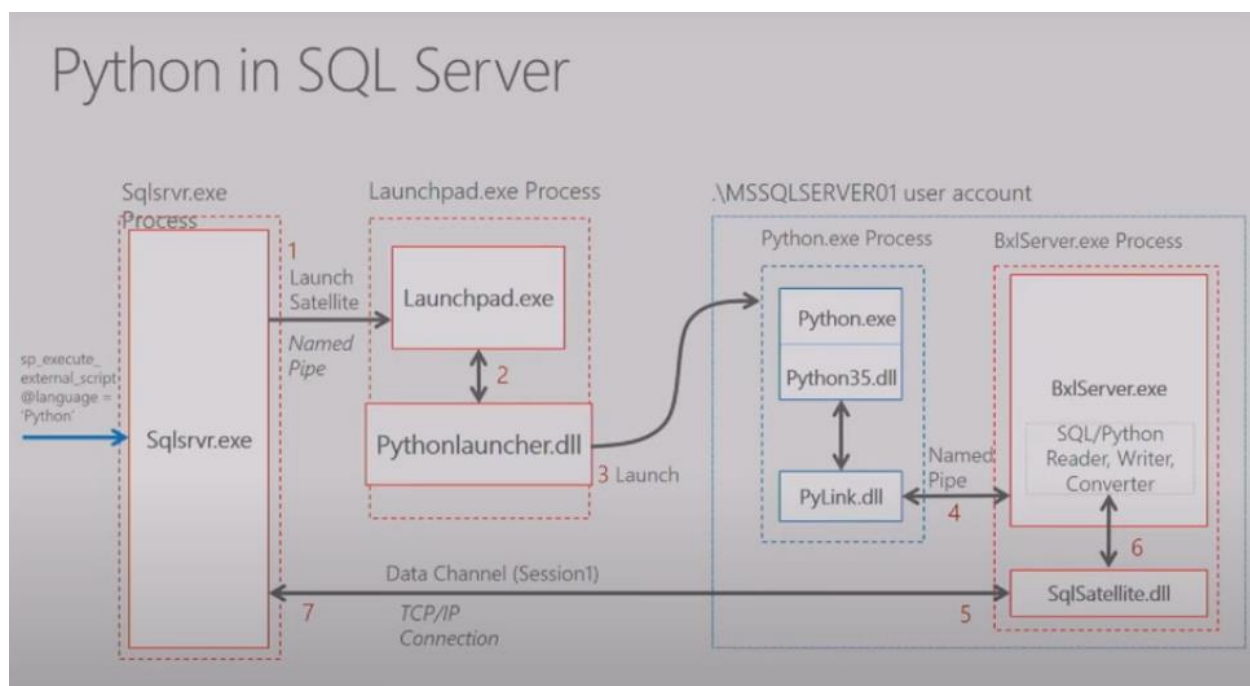 Python in SQL Server
Sqlsrvr.exe
Process
Launchpad.exe Process
.\MSSQLSERVER01 user account
Python.exe Process
BxlServer.exe Process
1
Launch
Satellite
Named
Pipe
Launchpad.exe
2
Pythonlauncher.dll
3 Launch
sp_execute_
external_script
@language =
'Python'
Sqlsrvr.exe
Python.exe
Python35.dll
PyLink.dll
Named
Pipe
4
BxlServer.exe
SQL/Python
Reader, Writer,
Converter
6
SqlSatellite.dll
5
Data Channel (Session1)
7
TCP/IP
Connection